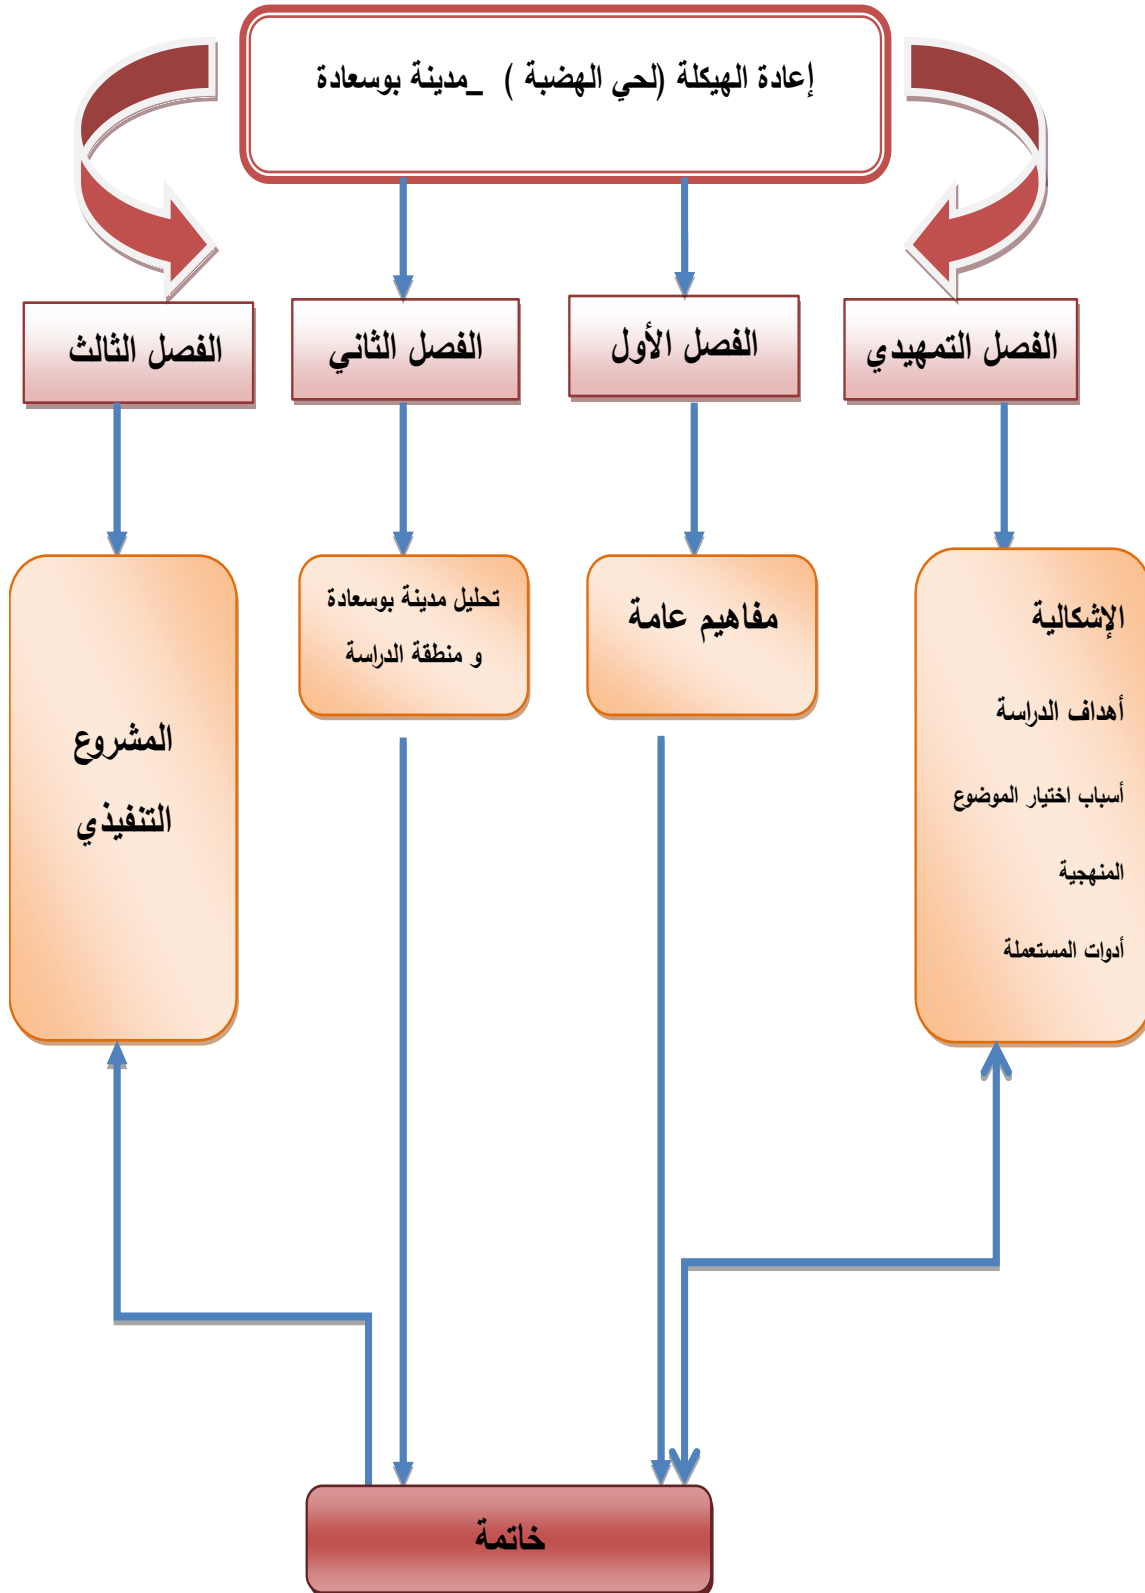 إعادة الهيكلة (لحي الهضبة ) _مدينة بوسعادة
الفصل التمهيدي
الفصل الأول
الفصل الثاني
الفصل الثالث
الإشكالية
أهداف الدراسة
أسباب اختيار الموضوع
المنهجية
أدوات المستعملة
مفاهيم عامة
تحليل مدينة بوسعادة
و منطقة الدراسة
المشروع
التنفيذي
خاتمة